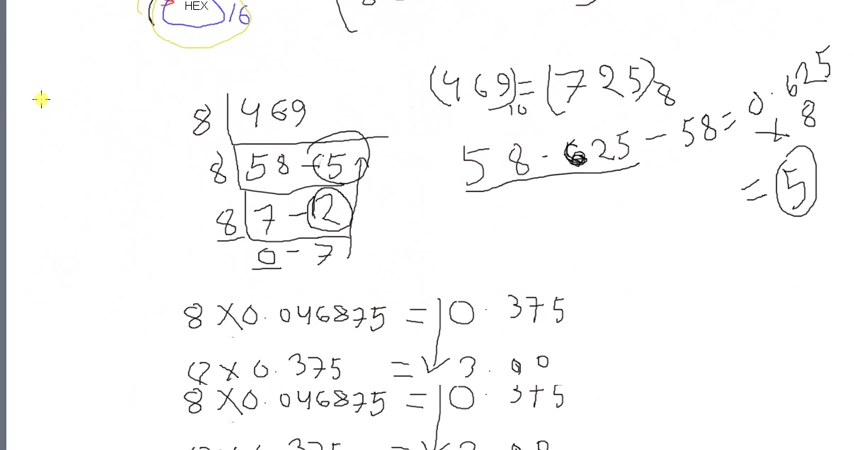 HEX
16
(469)10 = (725)8
8 | 469
8 | 58 - 5
8 | 7 - 2
0 - 7
58.625 - 58 = 0.625
× 8
= 5
8 × 0.046875 = 0.375
8 × 0.375 = 3.00
8 × 0.046875 = 0.375